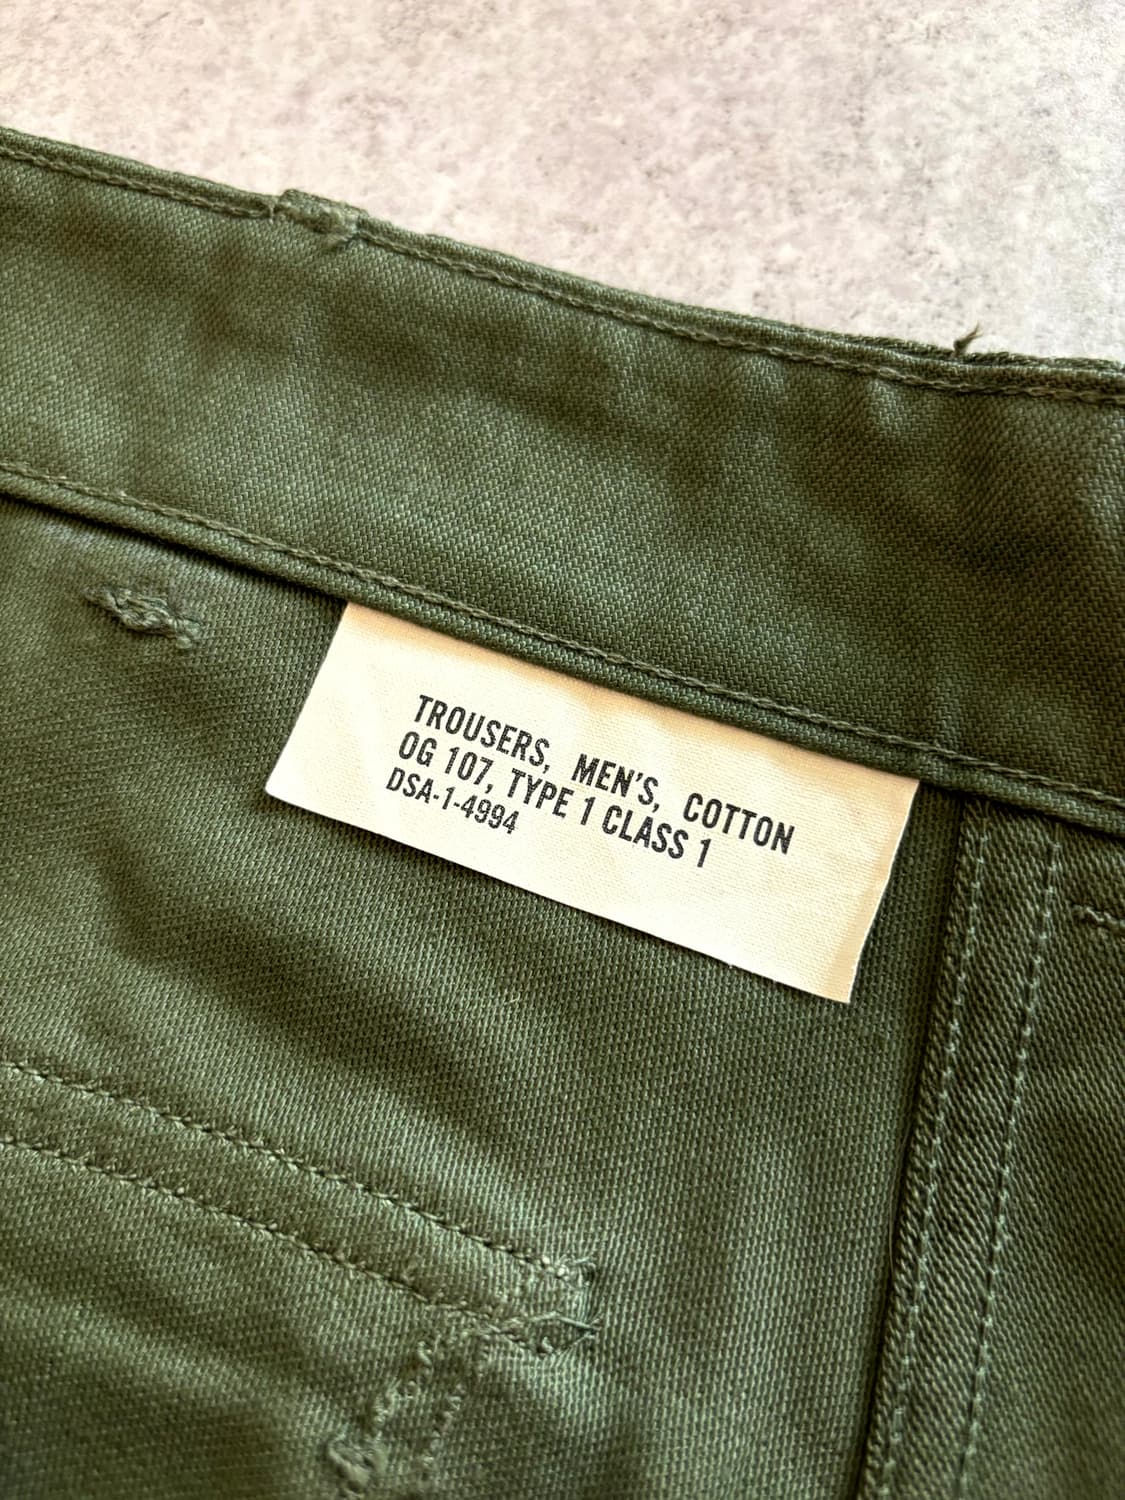 TROUSERS, MEN'S, COTTON
OG 107, TYPE 1 CLASS 1
DSA-1-4994